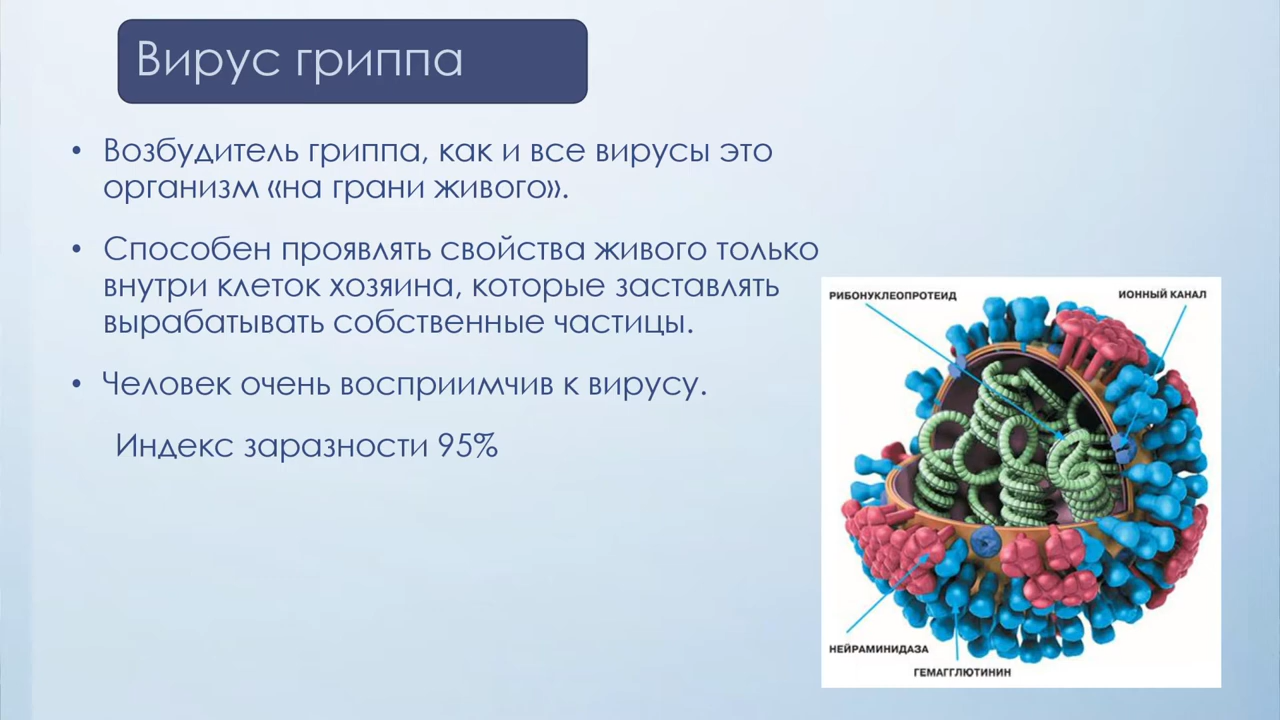 Вирус гриппа
• Возбудитель гриппа, как и все вирусы это
организм «на грани живого».
• Способен проявлять свойства живого только
внутри клеток хозяина, которые заставлять
вырабатывать собственные частицы.
• Человек очень восприимчив к вирусу.
Индекс заразности 95%
РИБОНУКЛЕОПРОТЕИД
ИОННЫЙ КАНАЛ
НЕЙРАМИНИДАЗА
ГЕМАГГЛЮТИНИН